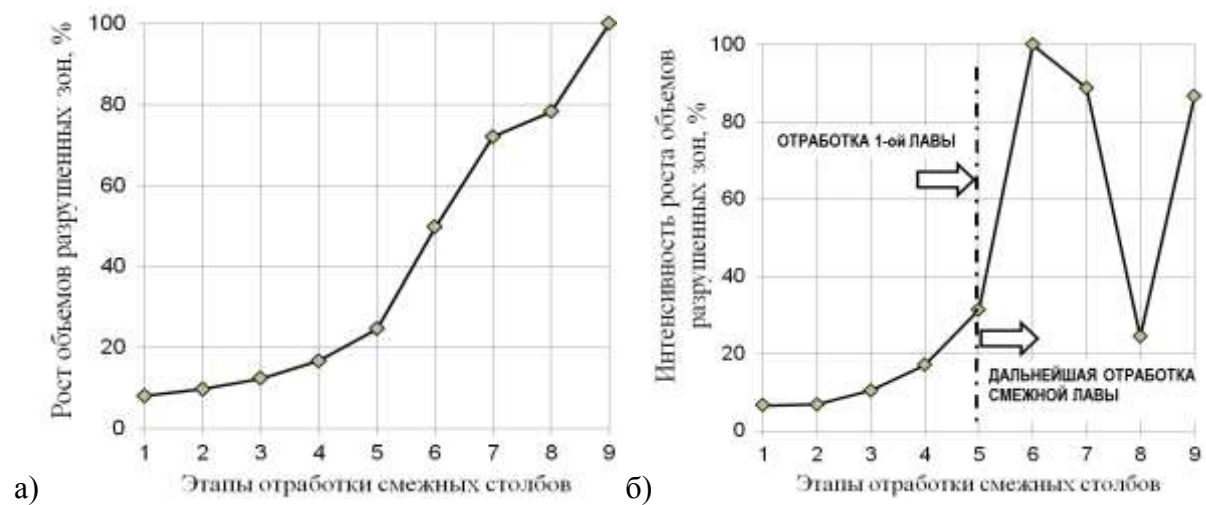 Рост объемов разрушенных зон, %
100
80
60
40
20
0
1 2 3 4 5 6 7 8 9
Этапы отработки смежных столбов
а)
Интенсивность роста объемов
разрушенных зон, %
100
80
60
40
20
0
ОТРАБОТКА 1-ой ЛАВЫ
ДАЛЬНЕЙШАЯ ОТРАБОТКА
СМЕЖНОЙ ЛАВЫ
1 2 3 4 5 6 7 8 9
Этапы отработки смежных столбов
б)